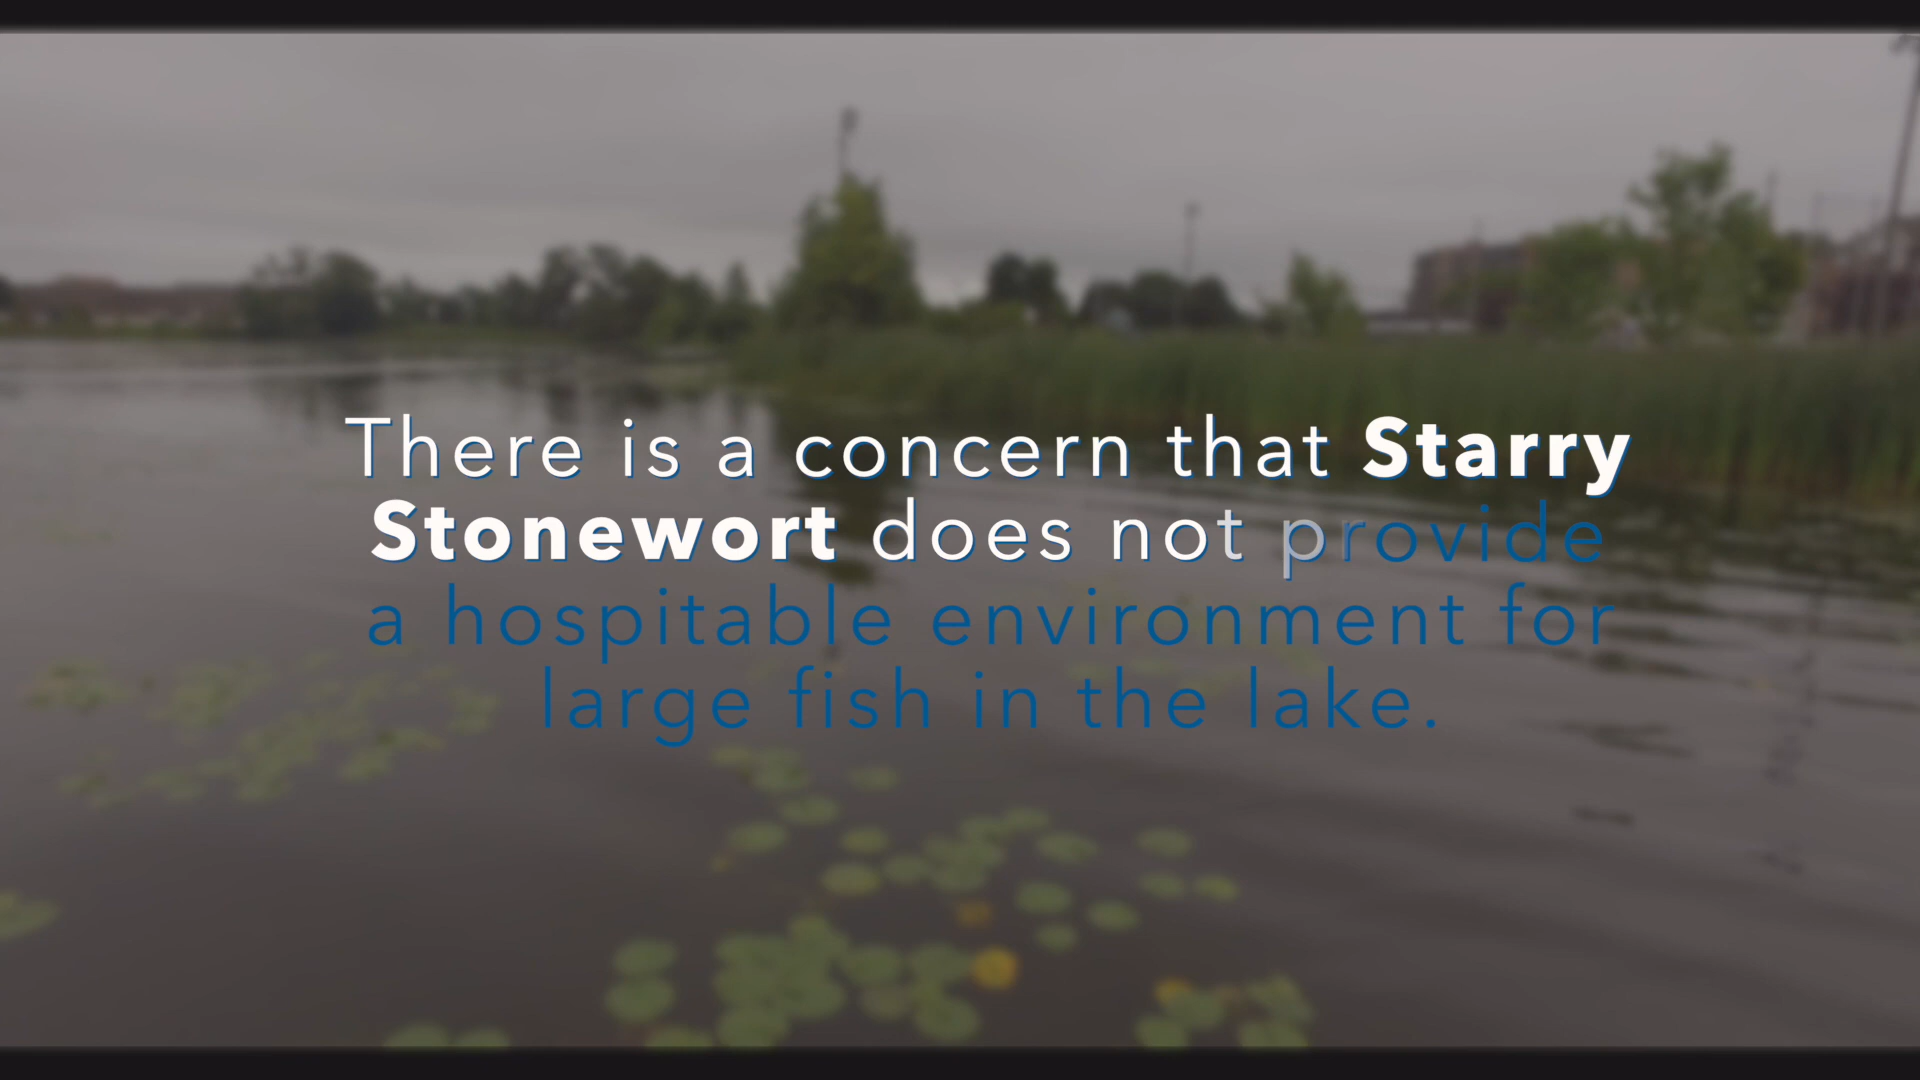 There is a concern that Starry
Stonewort does not provide
a hospitable environment for
large fish in the lake.